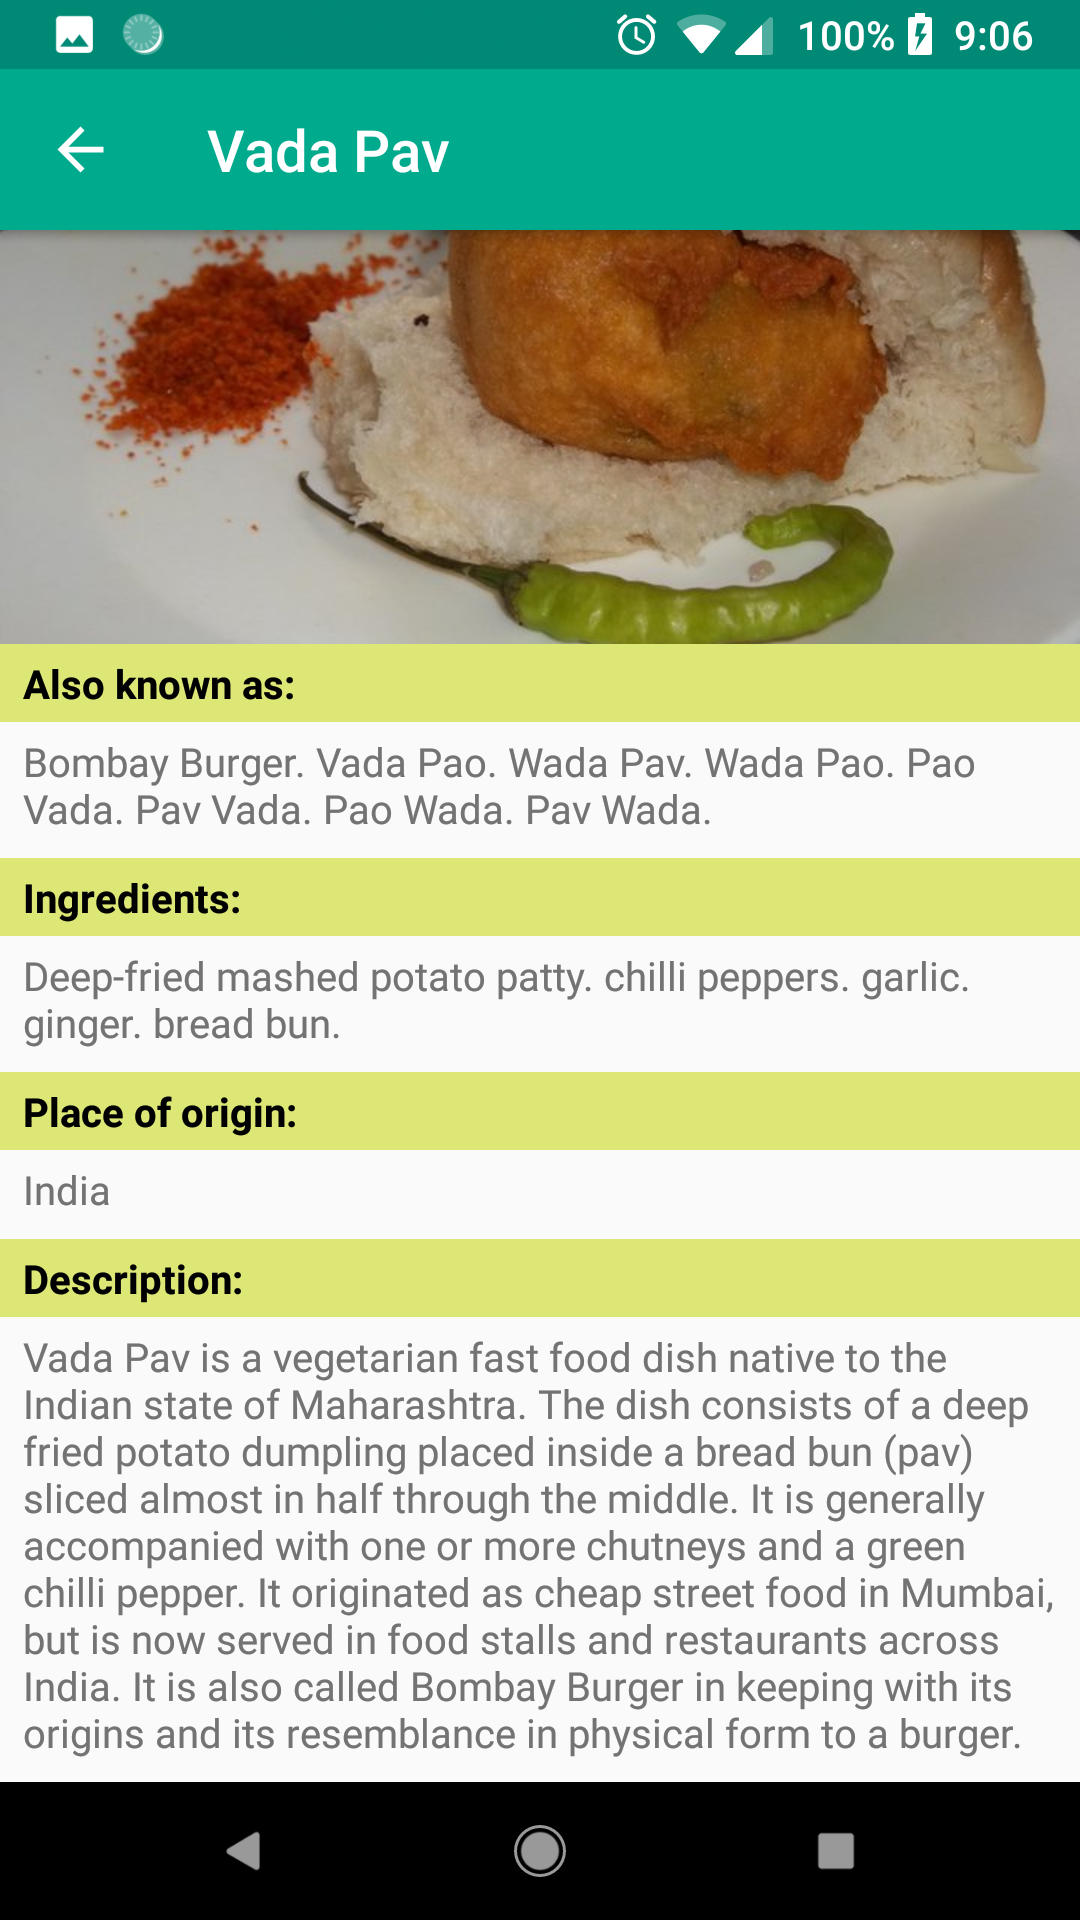 100% 9:06
Vada Pav
Also known as:
Bombay Burger. Vada Pao. Wada Pav. Wada Pao. Pao
Vada. Pav Vada. Pao Wada. Pav Wada.
Ingredients:
Deep-fried mashed potato patty. chilli peppers. garlic.
ginger. bread bun.
Place of origin:
India
Description:
Vada Pav is a vegetarian fast food dish native to the
Indian state of Maharashtra. The dish consists of a deep
fried potato dumpling placed inside a bread bun (pav)
sliced almost in half through the middle. It is generally
accompanied with one or more chutneys and a green
chilli pepper. It originated as cheap street food in Mumbai,
but is now served in food stalls and restaurants across
India. It is also called Bombay Burger in keeping with its
origins and its resemblance in physical form to a burger.